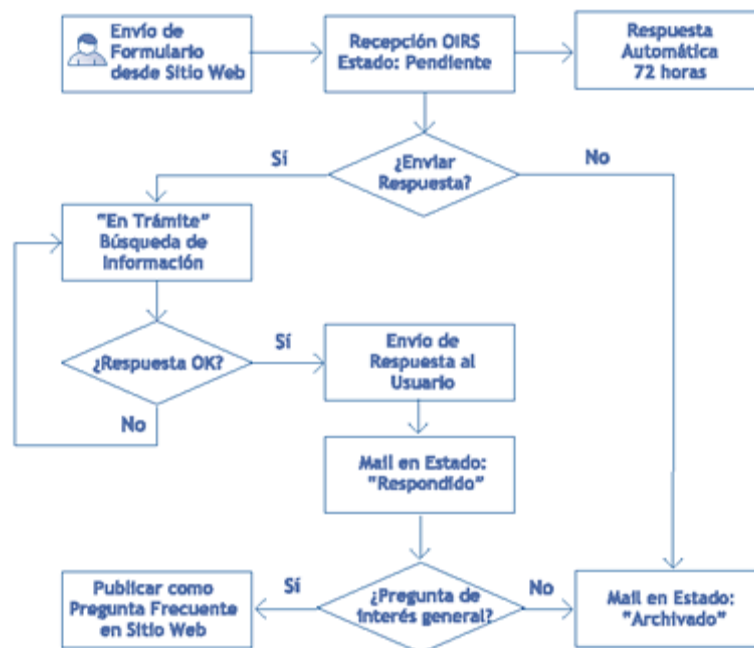 Envío de
Formulario
desde Sitio Web
Recepción OIRS
Estado: Pendiente
Respuesta
Automática
72 horas
Sí
¿Enviar
Respuesta?
No
"En Trámite"
Búsqueda de
Información
¿Respuesta OK?
Sí
Envío de
Respuesta al
Usuario
No
Mail en Estado:
"Respondido"
Publicar como
Pregunta Frecuente
en Sitio Web
Sí
¿Pregunta de
interés general?
No
Mail en Estado:
"Archivado"